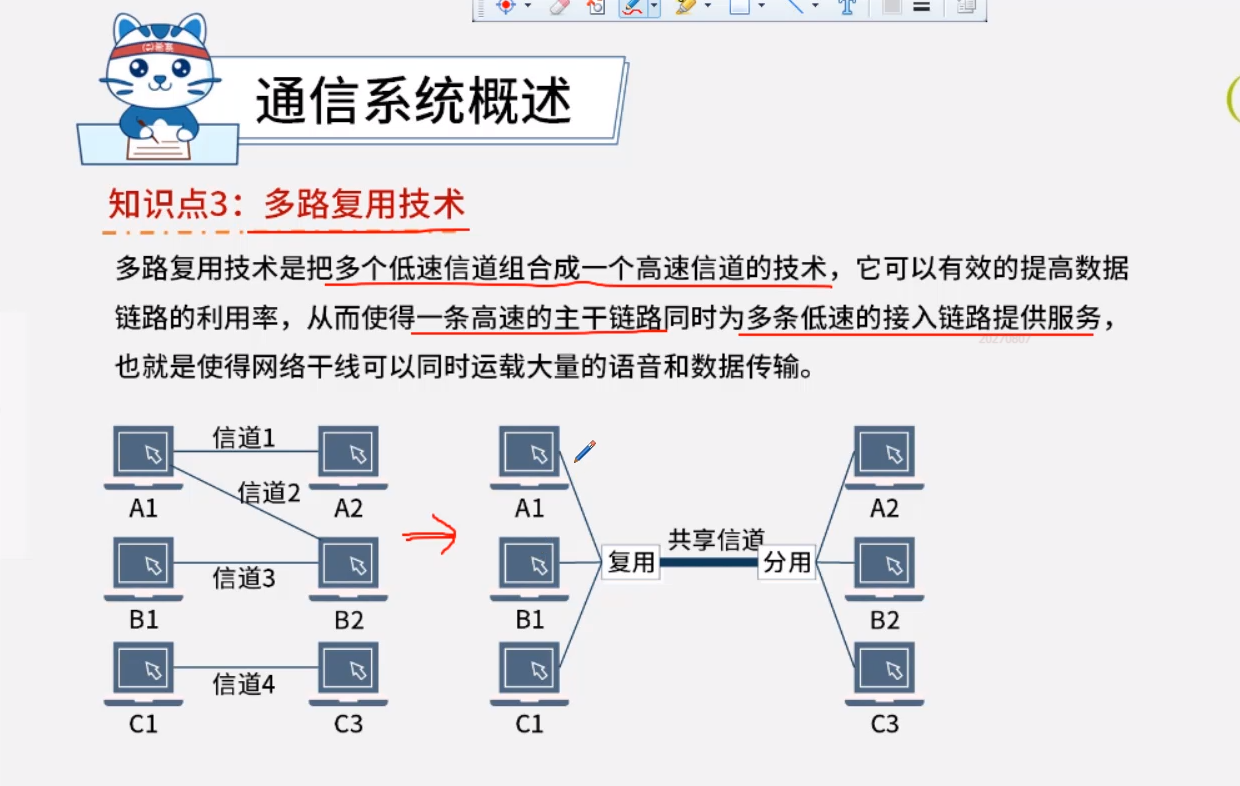 通信系统概述
知识点3：多路复用技术
多路复用技术是把多个低速信道组合成一个高速信道的技术，它可以有效的提高数据
链路的利用率，从而使得一条高速的主干链路同时为多条低速的接入链路提供服务，
也就是使得网络干线可以同时运载大量的语音和数据传输。
信道1
信道2
A1
A2
信道3
B1
B2
信道4
C1
C3
A1
A2
共享信道
复用
分用
B1
B2
C1
C3